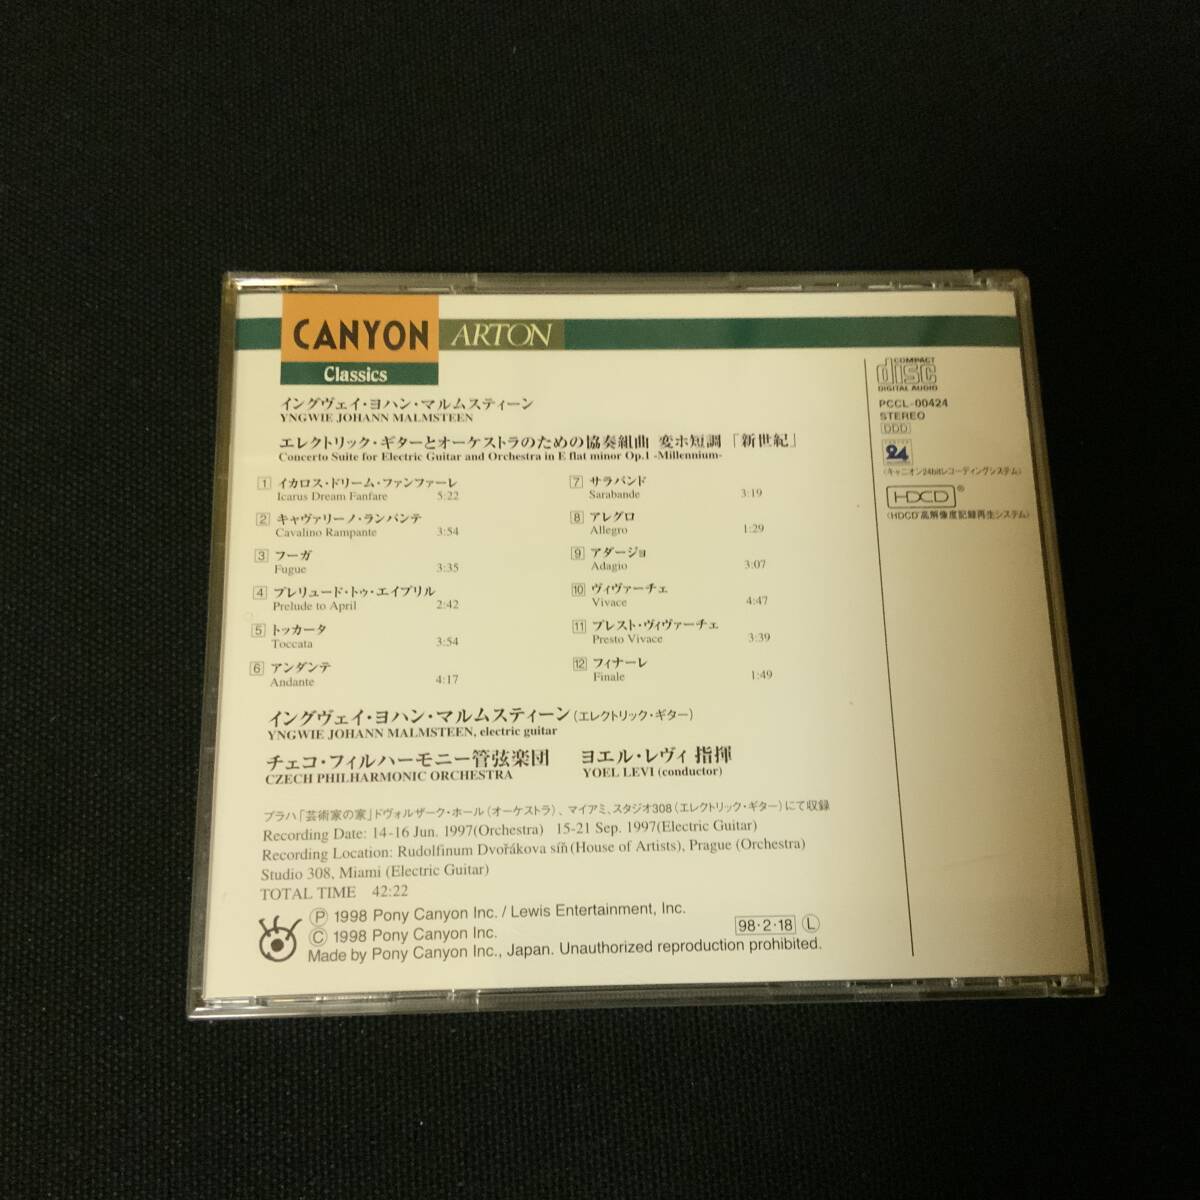 CANYON
Classics
ARTON
イングヴェイ・ヨハン・マルムスティーン
YNGWIE JOHANN MALMSTEEN
エレクトリック・ギターとオーケストラのための協奏組曲 変ホ短調 「新世紀」
Concerto Suite for Electric Guitar and Orchestra in E flat minor Op.1 -Millennium-
1 イカロス・ドリーム・ファンファーレ
Icarus Dream Fanfare 5:22
2 キャヴァリーノ・ランパンテ
Cavalino Rampante 3:54
3 フーガ
Fugue 3:35
4 プレリュード・トゥ・エイプリル
Prelude to April 2:42
5 トッカータ
Toccata 3:54
6 アンダンテ
Andante 4:17
7 サラバンド
Sarabande 3:19
8 アレグロ
Allegro 1:29
9 アダージョ
Adagio 3:07
10 ヴィヴァーチェ
Vivace 4:47
11 プレスト・ヴィヴァーチェ
Presto Vivace 3:39
12 フィナーレ
Finale 1:49
イングヴェイ・ヨハン・マルムスティーン(エレクトリック・ギター)
YNGWIE JOHANN MALMSTEEN, electric guitar
チェコ・フィルハーモニー管弦楽団 ヨエル・レヴィ 指揮
CZECH PHILHARMONIC ORCHESTRA YOEL LEVI (conductor)
プラハ「芸術家の家」ドヴォルザーク・ホール(オーケストラ)、マイアミ、スタジオ308(エレクトリック・ギター)にて収録
Recording Date: 14-16 Jun. 1997(Orchestra) 15-21 Sep. 1997(Electric Guitar)
Recording Location: Rudolfinum Dvořákova síň(House of Artists), Prague (Orchestra)
Studio 308, Miami (Electric Guitar)
TOTAL TIME 42:22
Ⓟ 1998 Pony Canyon Inc. / Lewis Entertainment, Inc.
Ⓒ 1998 Pony Canyon Inc.
98・2・18 Ⓛ
Made by Pony Canyon Inc., Japan. Unauthorized reproduction prohibited.
COMPACT
disc
DIGITAL AUDIO
PCCL-00424
STEREO
DDD
24
(キャニオン24bitレコーディングシステム)
HDCD®
(HDCD®高解像度記録再生システム)